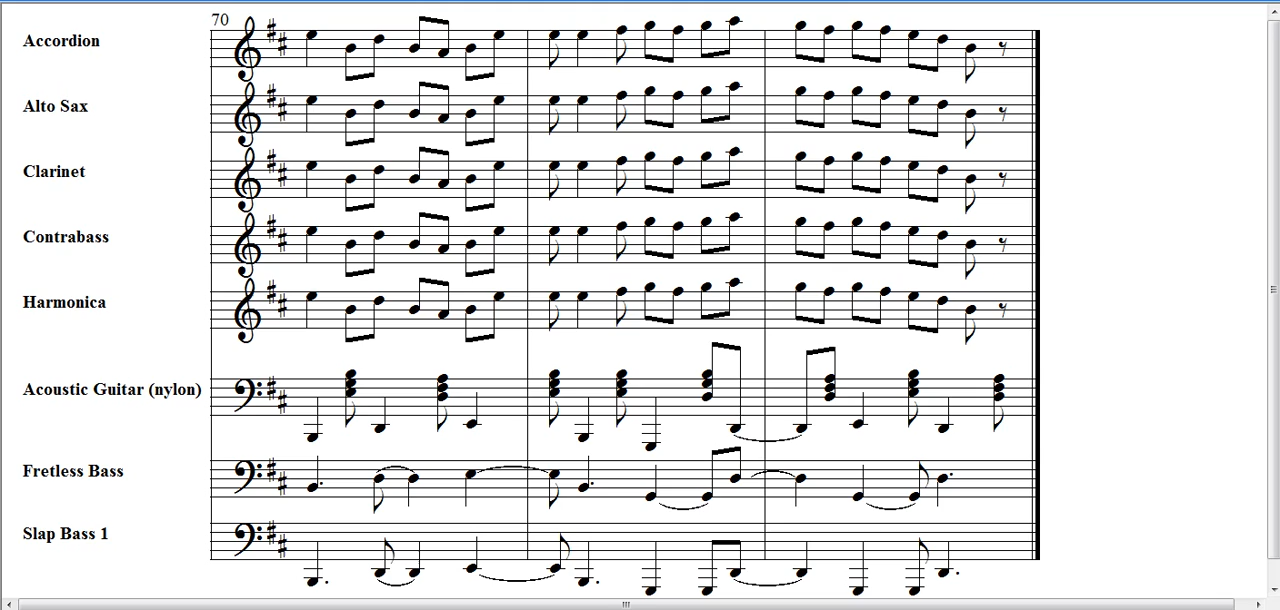 70
Accordion
Alto Sax
Clarinet
Contrabass
Harmonica
Acoustic Guitar (nylon)
Fretless Bass
Slap Bass 1